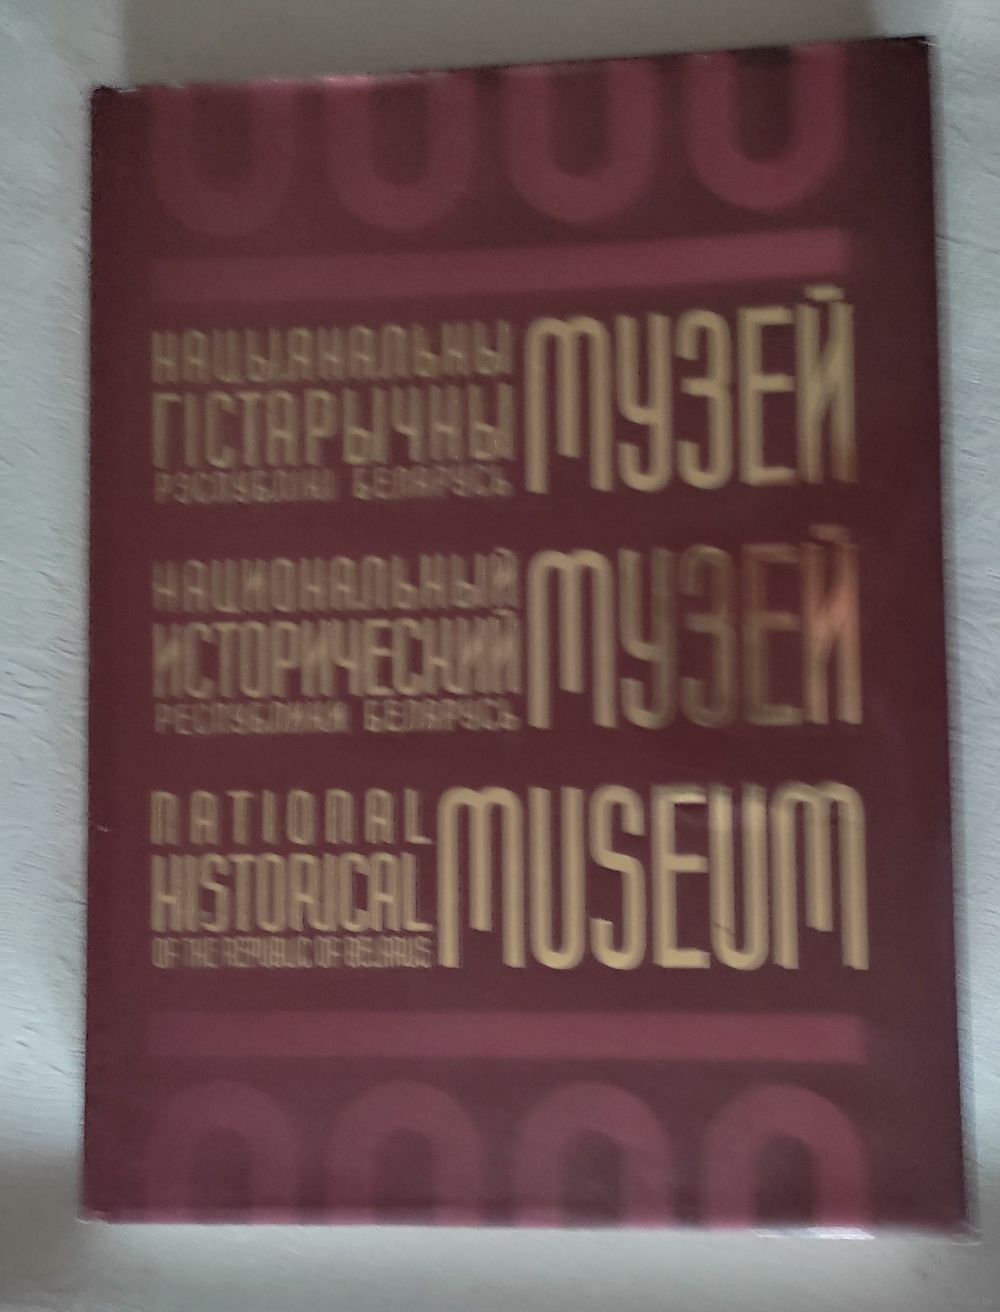 НАЦЫЯНАЛЬНЫ
ГІСТАРЫЧНЫ
РЭСПУБЛІКІ БЕЛАРУСЬ
МУЗЕЙ
НАЦИОНАЛЬНЫЙ
ИСТОРИЧЕСКИЙ
РЕСПУБЛИКИ БЕЛАРУСЬ
МУЗЕЙ
NATIONAL
HISTORICAL
OF THE REPUBLIC OF BELARUS
MUSEUM